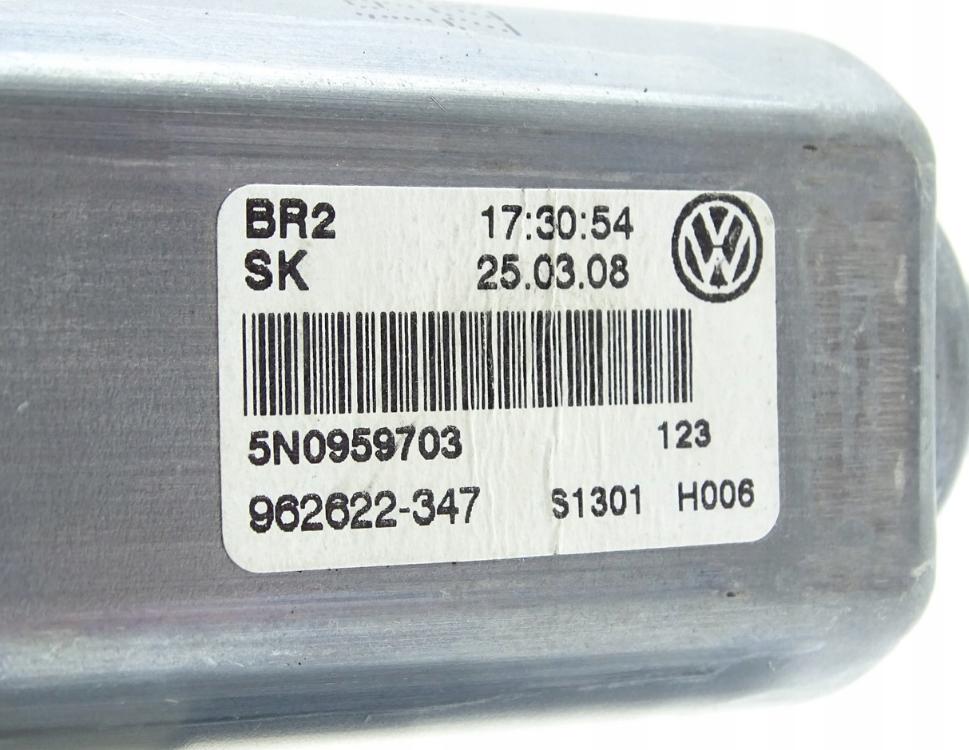 BR2 17:30:54
SK 25.03.08
5N0959703 123
962622-347 S1301 H006